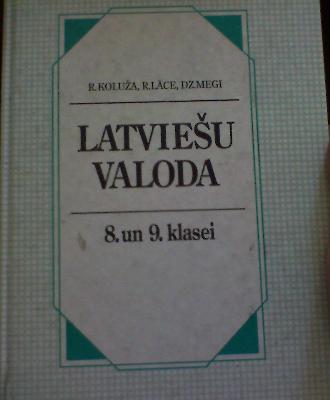 R. KOLUŽA, R. LĀCE, DZ. MEGI
LATVIEŠU
VALODA
8. un 9. klasei